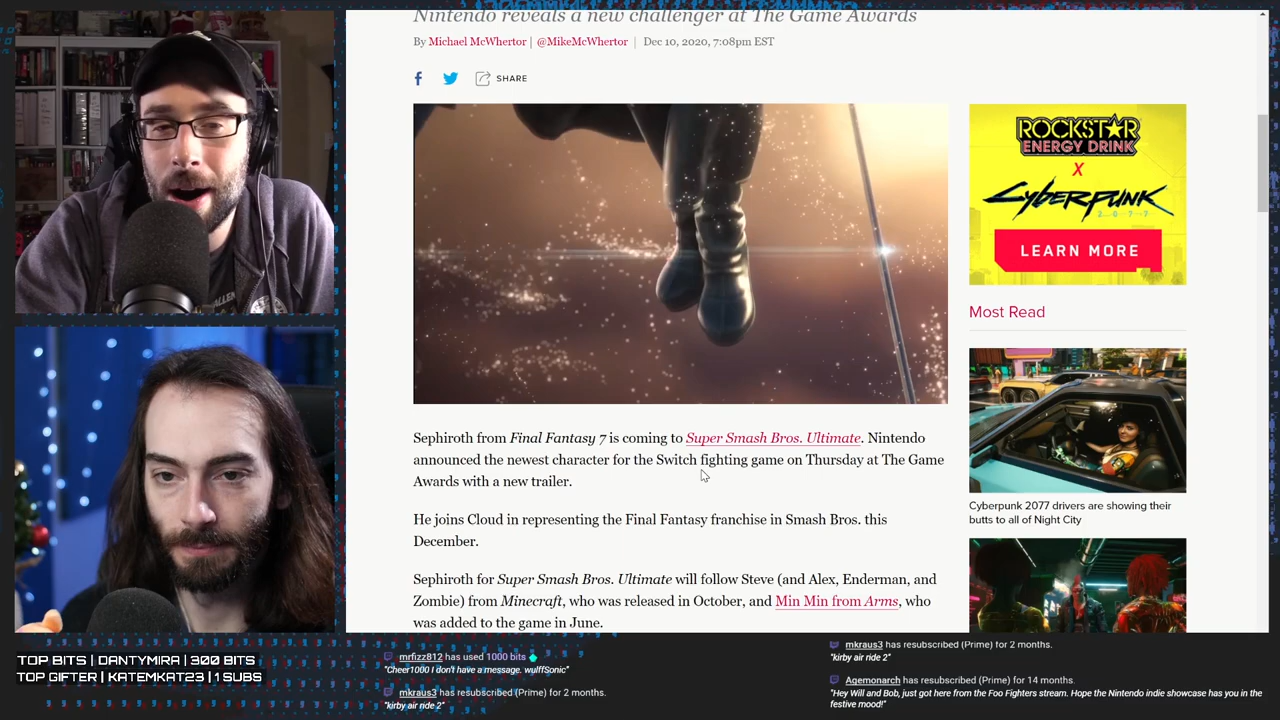 Nintendo reveals a new challenger at The Game Awards
By Michael McWhertor | @MikeMcWhertor | Dec 10, 2020, 7:08pm EST
SHARE
ROCKSTAR
ENERGY DRINK
X
CYBERPUNK
2077
LEARN MORE
Most Read
Cyberpunk 2077 drivers are showing their
butts to all of Night City
Sephiroth from Final Fantasy 7 is coming to Super Smash Bros. Ultimate. Nintendo
announced the newest character for the Switch fighting game on Thursday at The Game
Awards with a new trailer.
He joins Cloud in representing the Final Fantasy franchise in Smash Bros. this
December.
Sephiroth for Super Smash Bros. Ultimate will follow Steve (and Alex, Enderman, and
Zombie) from Minecraft, who was released in October, and Min Min from Arms, who
was added to the game in June.
TOP BITS | DANTYMIRA | 300 BITS
TOP GIFTER | KATEMKAT23 | 1 SUBS
mrfizz812 has used 1000 bits
"Cheer1000 I don't have a message. wulffSonic"
mkraus3 has resubscribed (Prime) for 2 months.
"kirby air ride 2"
mkraus3 has resubscribed (Prime) for 2 months.
"kirby air ride 2"
Agemonarch has resubscribed (Prime) for 14 months.
"Hey Will and Bob, just got here from the Foo Fighters stream. Hope the Nintendo indie showcase has you in the
festive mood!"